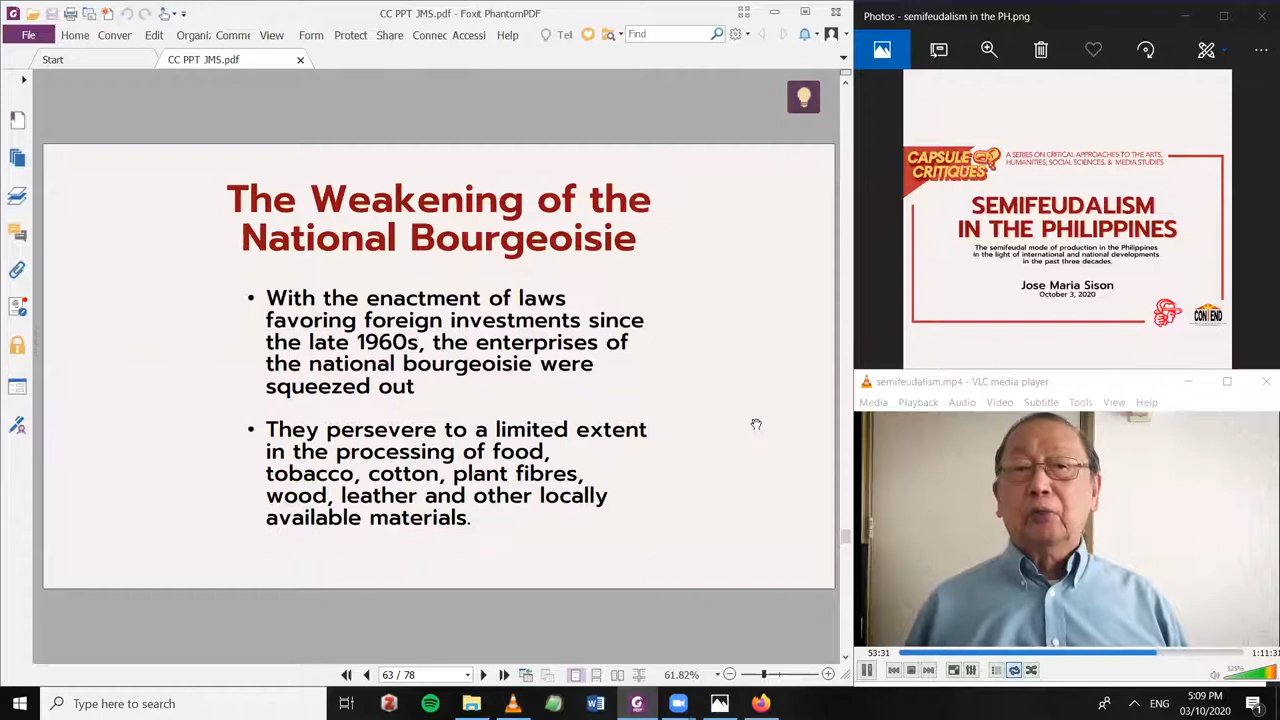 CC PPT JMS.pdf - Foxit PhantomPDF
File Home Conver Edit Organi: Comme View Form Protect Share Connec Accessi Help Tell Find
Start CC PPT JMS.pdf
The Weakening of the
National Bourgeoisie
• With the enactment of laws
favoring foreign investments since
the late 1960s, the enterprises of
the national bourgeoisie were
squeezed out
• They persevere to a limited extent
in the processing of food,
tobacco, cotton, plant fibres,
wood, leather and other locally
available materials.
63 / 78 61.82%
Photos - semifeudalism in the PH.png
CAPSULE
CRITIQUES
A SERIES ON CRITICAL APPROACHES TO THE ARTS,
HUMANITIES, SOCIAL SCIENCES, & MEDIA STUDIES
SEMIFEUDALISM
IN THE PHILIPPINES
The semifeudal mode of production in the Philippines
in the light of international and national developments
in the past three decades.
Jose Maria Sison
October 3, 2020
CONTEND
semifeudalism.mp4 - VLC media player
Media Playback Audio Video Subtitle Tools View Help
53:31 1:11:31
125%
Type here to search
ENG
5:09 PM
03/10/2020